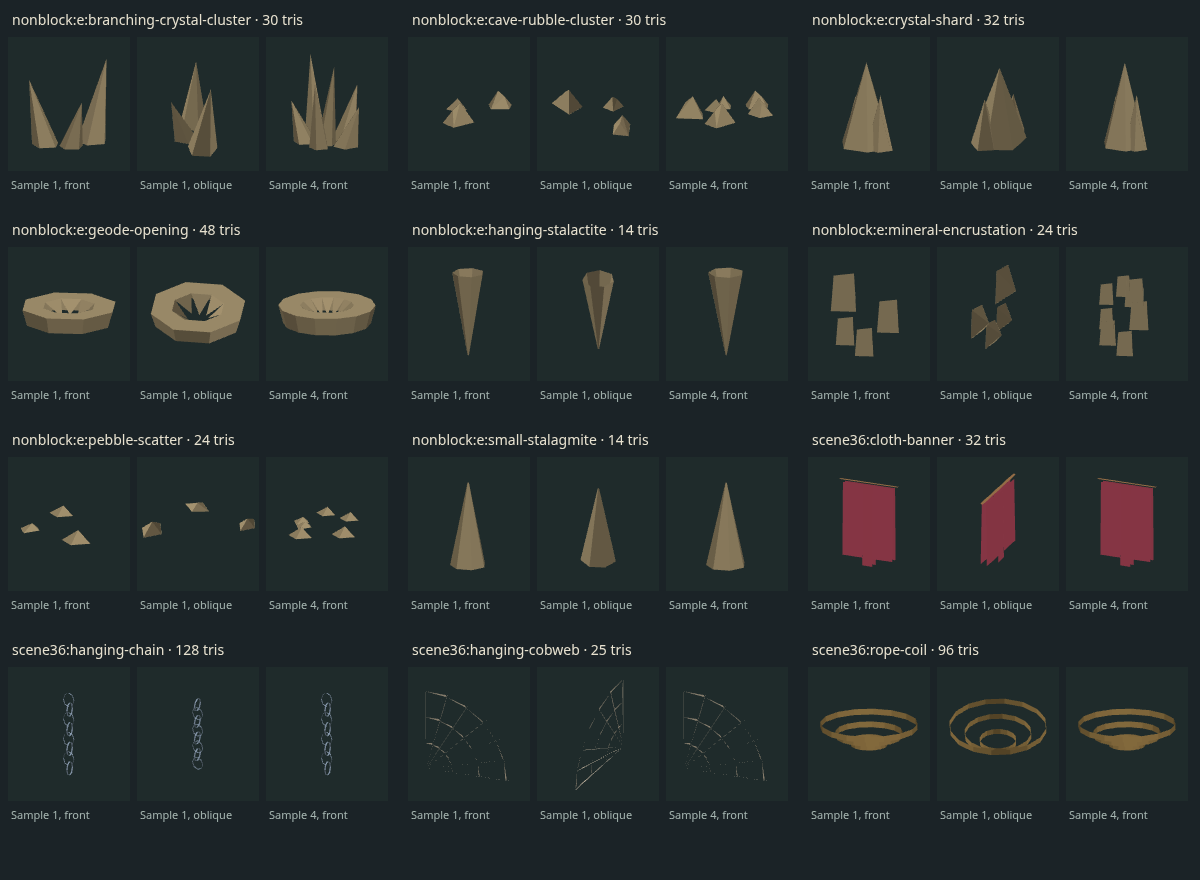 nonblock:e:branching-crystal-cluster · 30 tris
nonblock:e:cave-rubble-cluster · 30 tris
nonblock:e:crystal-shard · 32 tris
Sample 1, front
Sample 1, oblique
Sample 4, front
Sample 1, front
Sample 1, oblique
Sample 4, front
Sample 1, front
Sample 1, oblique
Sample 4, front
nonblock:e:geode-opening · 48 tris
nonblock:e:hanging-stalactite · 14 tris
nonblock:e:mineral-encrustation · 24 tris
Sample 1, front
Sample 1, oblique
Sample 4, front
Sample 1, front
Sample 1, oblique
Sample 4, front
Sample 1, front
Sample 1, oblique
Sample 4, front
nonblock:e:pebble-scatter · 24 tris
nonblock:e:small-stalagmite · 14 tris
scene36:cloth-banner · 32 tris
Sample 1, front
Sample 1, oblique
Sample 4, front
Sample 1, front
Sample 1, oblique
Sample 4, front
Sample 1, front
Sample 1, oblique
Sample 4, front
scene36:hanging-chain · 128 tris
scene36:hanging-cobweb · 25 tris
scene36:rope-coil · 96 tris
Sample 1, front
Sample 1, oblique
Sample 4, front
Sample 1, front
Sample 1, oblique
Sample 4, front
Sample 1, front
Sample 1, oblique
Sample 4, front